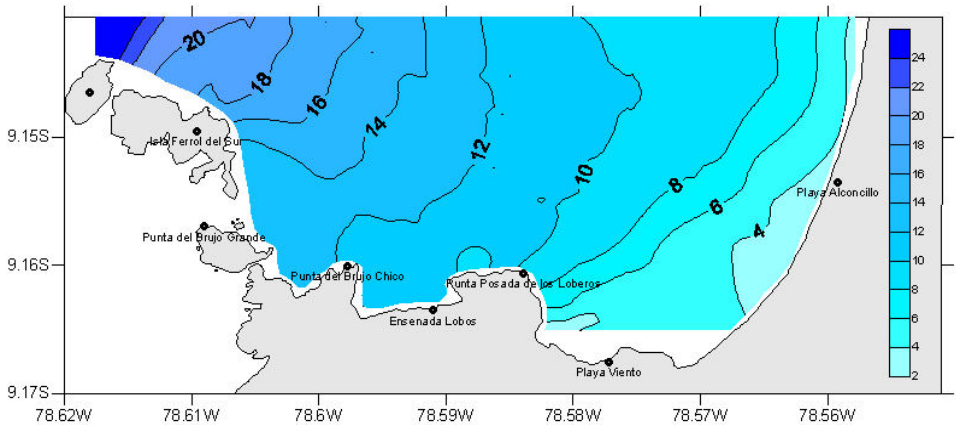 20
24
22
18
20
16
18
14
16
9.15S
Isla Ferrol del Sur
12
14
10
8
12
Playa Alconcillo
6
10
4
Punta del Brujo Grande
8
9.16S
Punta del Brujo Chico
Punta Posada de los Loberos
6
Ensenada Lobos
4
Playa Viento
2
9.17S
78.62W 78.61W 78.6W 78.59W 78.58W 78.57W 78.56W